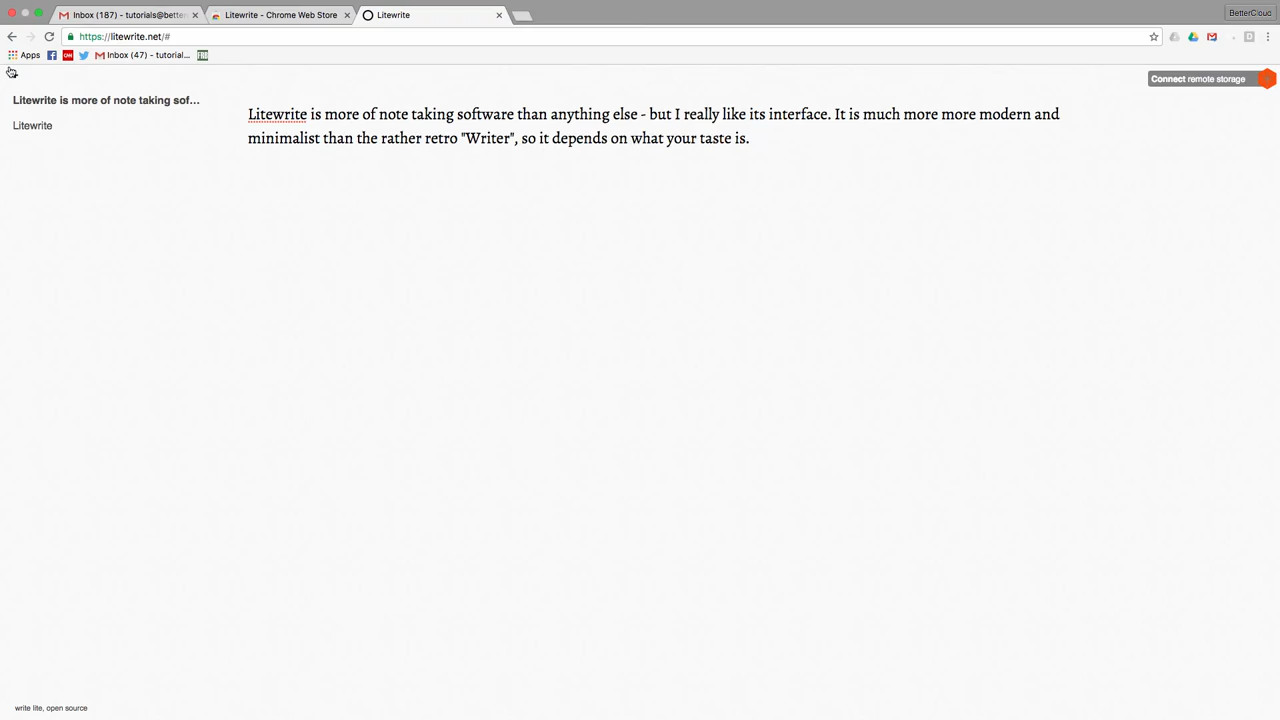 Inbox (187) - tutorials@better
Litewrite - Chrome Web Store
Litewrite
BetterCloud
https://litewrite.net/#
Apps
CNN
Inbox (47) - tutorial...
Connect remote storage
Litewrite is more of note taking sof...
Litewrite
Litewrite is more of note taking software than anything else - but I really like its interface. It is much more more modern and
minimalist than the rather retro "Writer", so it depends on what your taste is.
write lite, open source